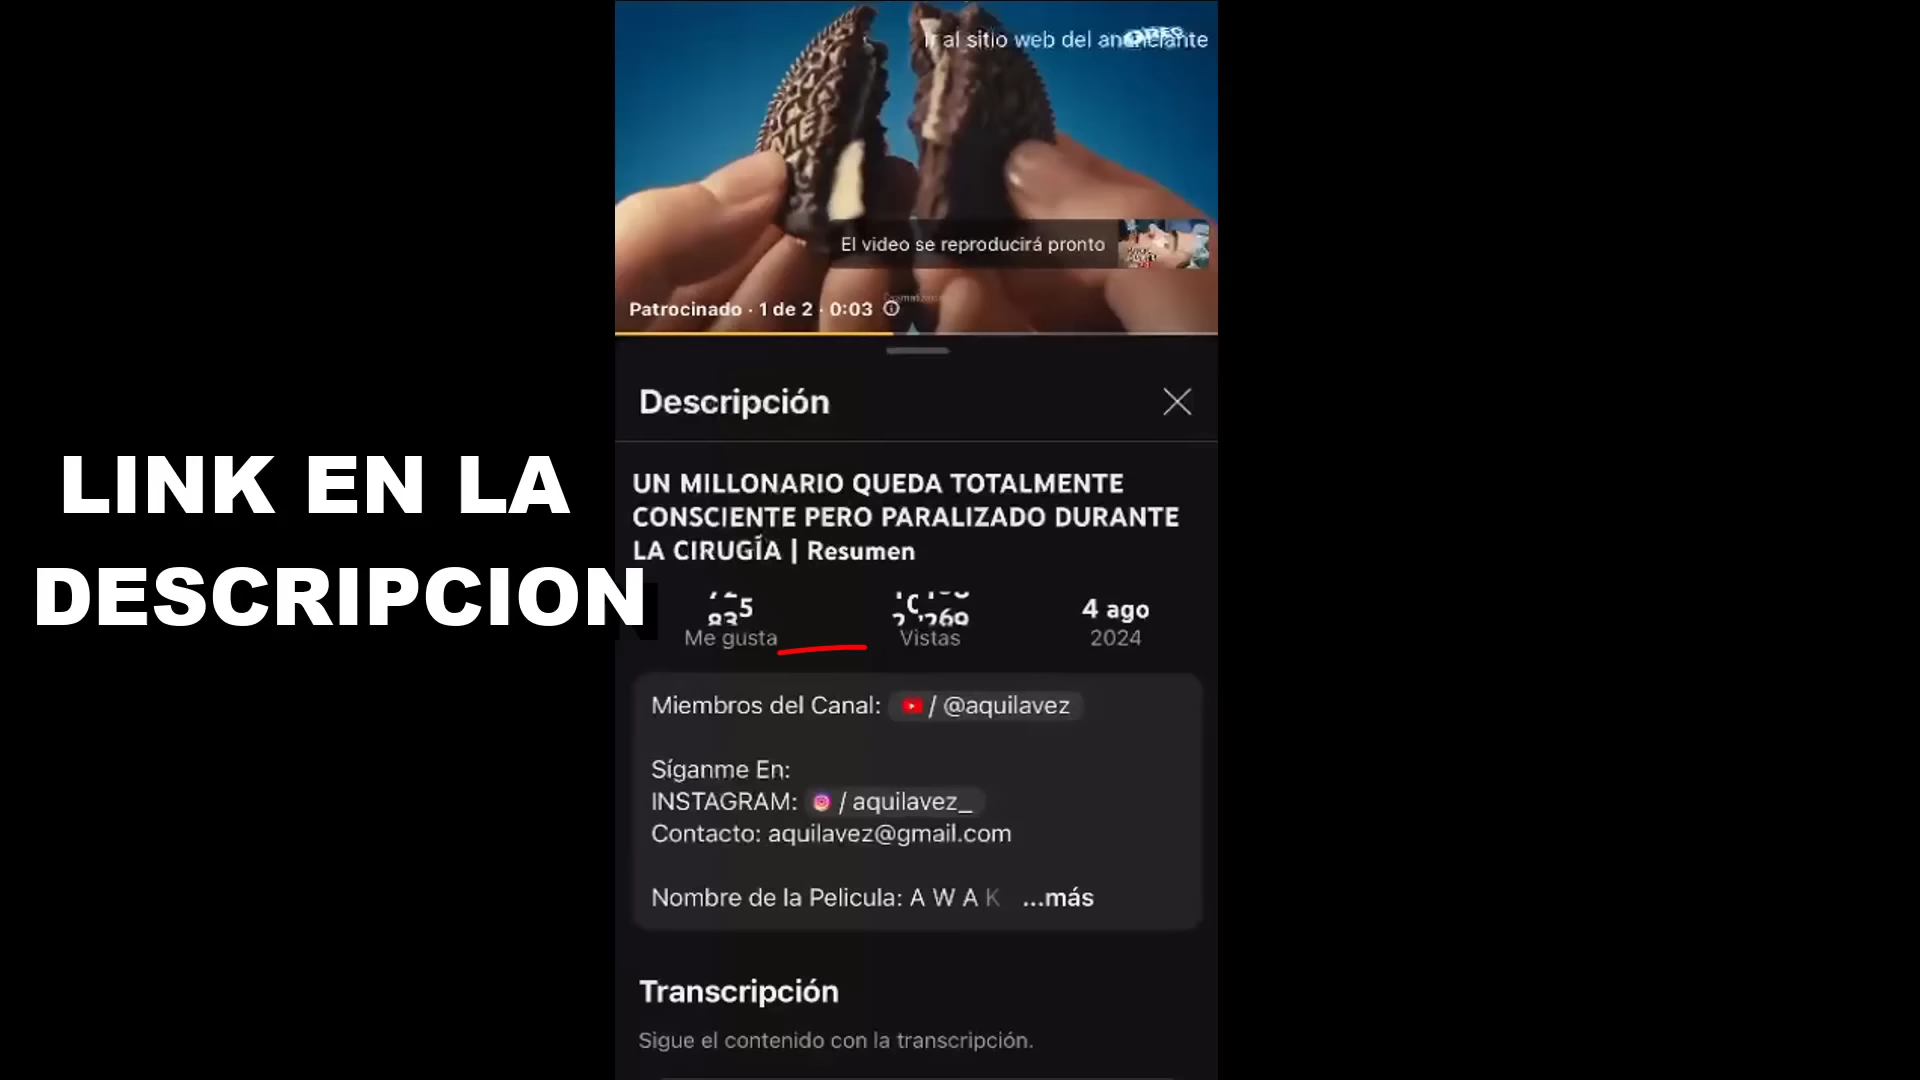 Ir al sitio web del anunciante
OREO
El video se reproducirá pronto
Patrocinado · 1 de 2 · 0:03
Descripción
UN MILLONARIO QUEDA TOTALMENTE
CONSCIENTE PERO PARALIZADO DURANTE
LA CIRUGÍA | Resumen
LINK EN LA
DESCRIPCION
4 ago
Me gusta
Vistas
2024
Miembros del Canal: / @aquilavez
Síganme En:
INSTAGRAM: / aquilavez_
Contacto: aquilavez@gmail.com
Nombre de la Pelicula: A W A K ...más
Transcripción
Sigue el contenido con la transcripción.